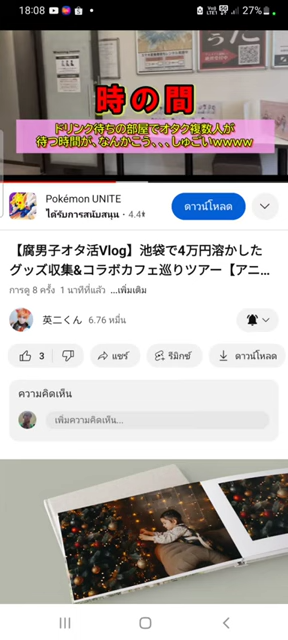 18:08
27%
時の間
ドリンク待ちの部屋でオタク複数人が
待つ時間が、なんかこう、、、しゅごいwwww
Pokémon UNITE
ได้รับการสนับสนุน · 4.4★
ดาวน์โหลด
【腐男子オタ活Vlog】池袋で4万円溶かした
グッズ収集&コラボカフェ巡りツアー【アニ...
การดู 8 ครั้ง 1 นาทีที่แล้ว ...เพิ่มเติม
英二くん 6.76 หมื่น
3 แชร์ รีมิกซ์ ดาวน์โหลด
ความคิดเห็น
เพิ่มความคิดเห็น...